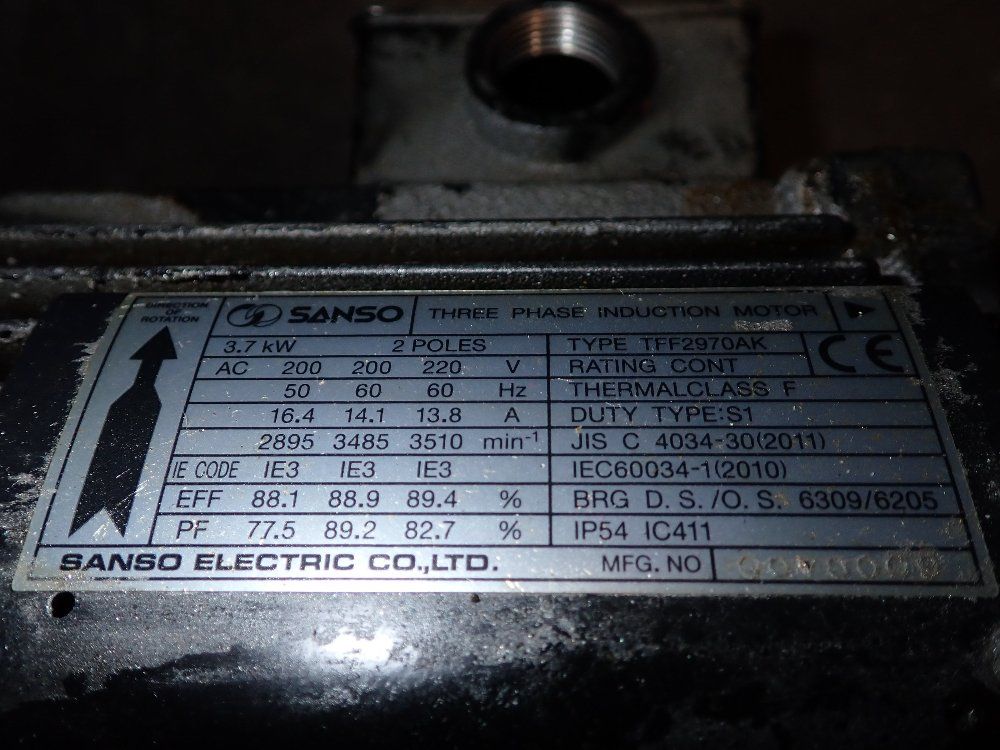 DIRECTION
OF
ROTATION
SANSO THREE PHASE INDUCTION MOTOR
3.7 kW 2 POLES TYPE TFF2970AK CE
AC 200 200 220 V RATING CONT
50 60 60 Hz THERMALCLASS F
16.4 14.1 13.8 A DUTY TYPE:S1
2895 3485 3510 min-1 JIS C 4034-30(2011)
IE CODE IE3 IE3 IE3 IEC60034-1(2010)
EFF 88.1 88.9 89.4 % BRG D.S./O.S. 6309/6205
PF 77.5 89.2 82.7 % IP54 IC411
SANSO ELECTRIC CO.,LTD. MFG. NO